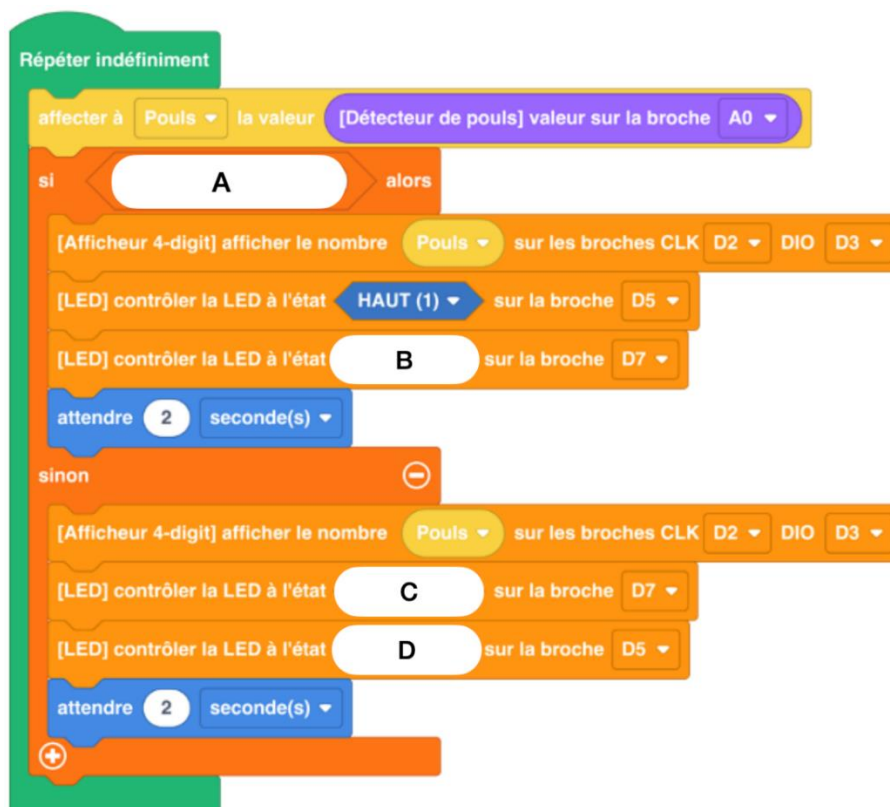 Répéter indéfiniment
affecter à Pouls la valeur [Détecteur de pouls] valeur sur la broche A0
si A alors
[Afficheur 4-digit] afficher le nombre Pouls sur les broches CLK D2 DIO D3
[LED] contrôler la LED à l'état HAUT (1) sur la broche D5
[LED] contrôler la LED à l'état B sur la broche D7
attendre 2 seconde(s)
sinon
[Afficheur 4-digit] afficher le nombre Pouls sur les broches CLK D2 DIO D3
[LED] contrôler la LED à l'état C sur la broche D7
[LED] contrôler la LED à l'état D sur la broche D5
attendre 2 seconde(s)